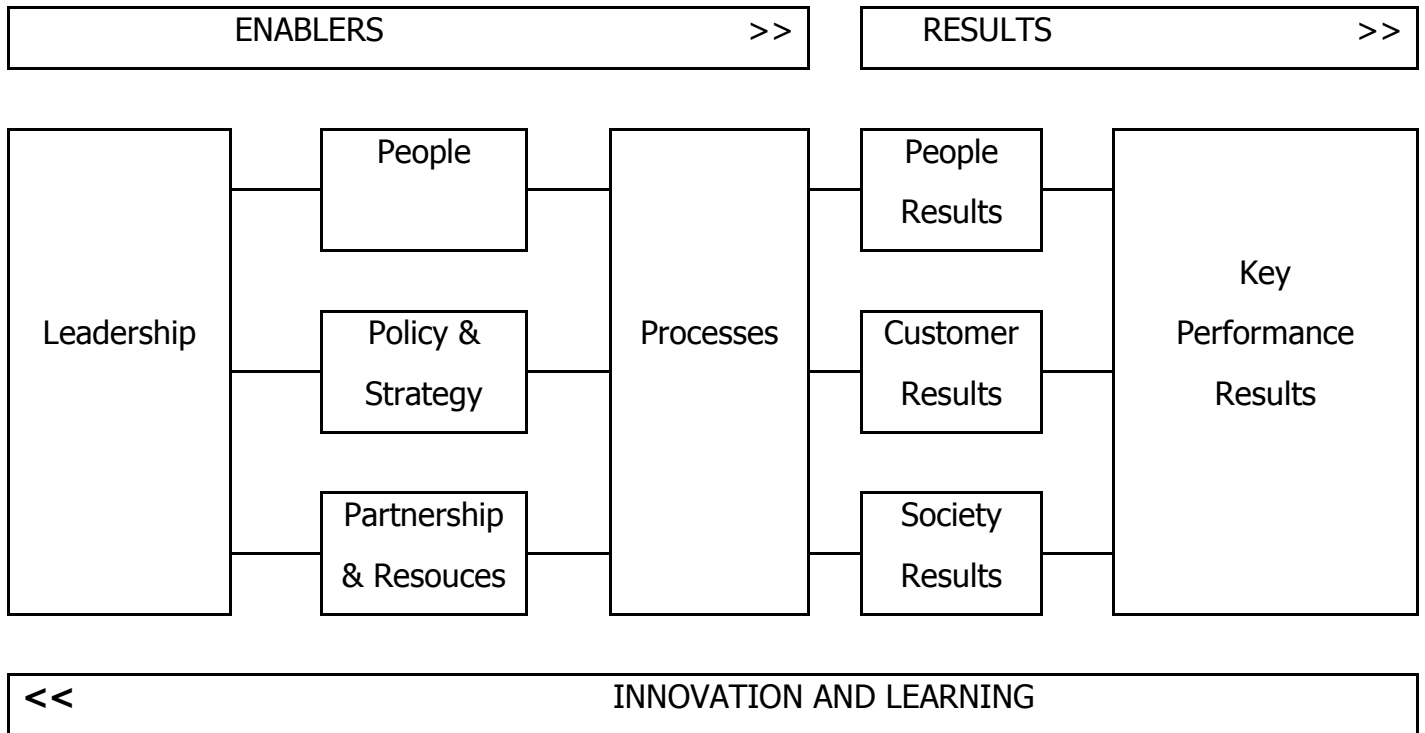 ENABLERS >>
RESULTS >>
People
People
Results
Key
Performance
Results
Leadership
Policy &
Strategy
Processes
Customer
Results
Partnership
& Resouces
Society
Results
<< INNOVATION AND LEARNING